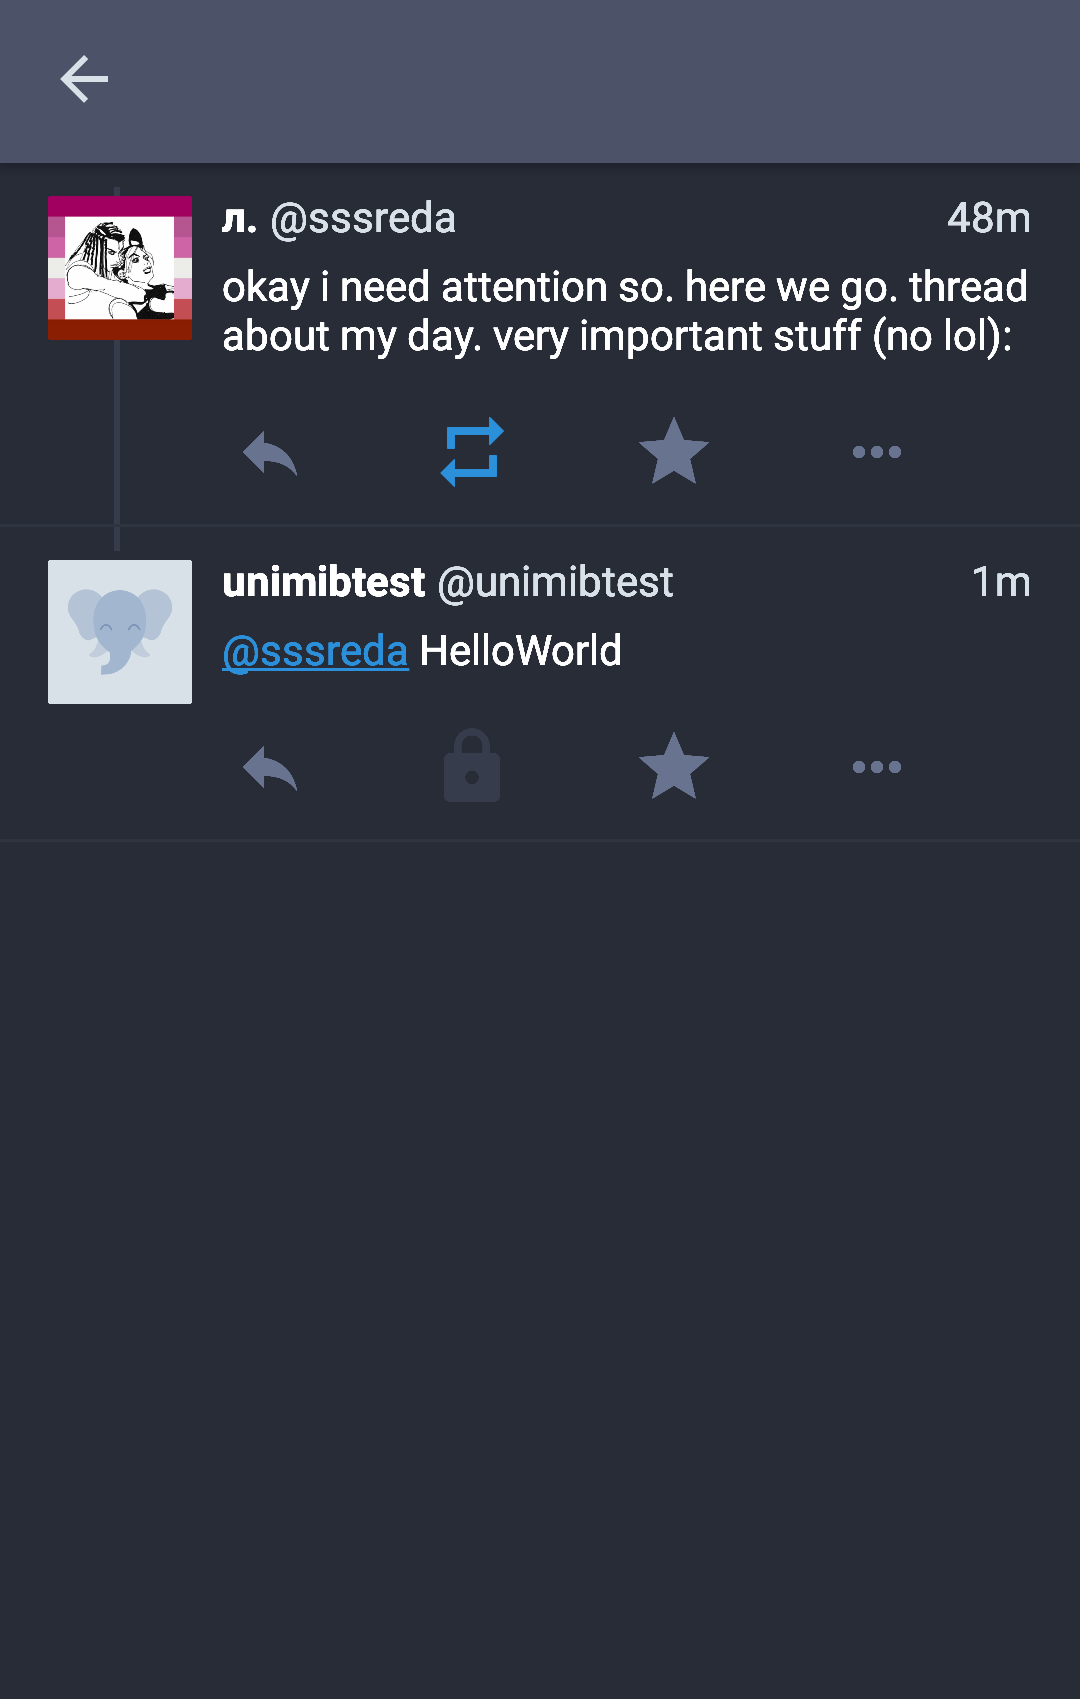 л. @sssreda 48m
okay i need attention so. here we go. thread
about my day. very important stuff (no lol):
unimibtest @unimibtest 1m
@sssreda HelloWorld